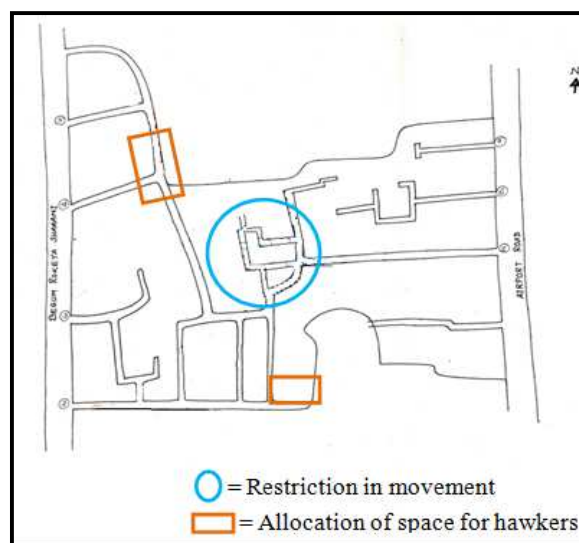 N
BEGUM ROKEYA SHARANI
AIRPORT ROAD
= Restriction in movement
= Allocation of space for hawkers